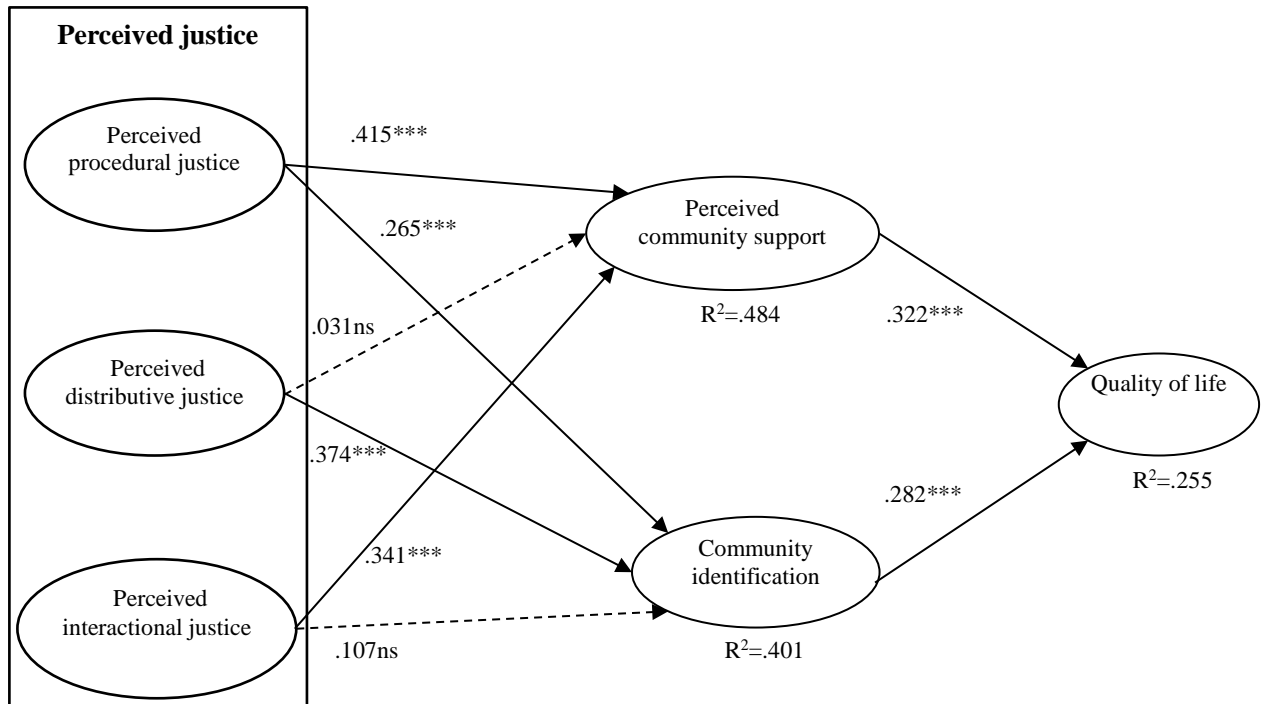 Perceived justice
Perceived
procedural justice
.415***
.265***
Perceived
community support
R²=.484
.322***
.031ns
Perceived
distributive justice
.374***
Quality of life
R²=.255
.282***
.341***
Community
identification
R²=.401
Perceived
interactional justice
.107ns